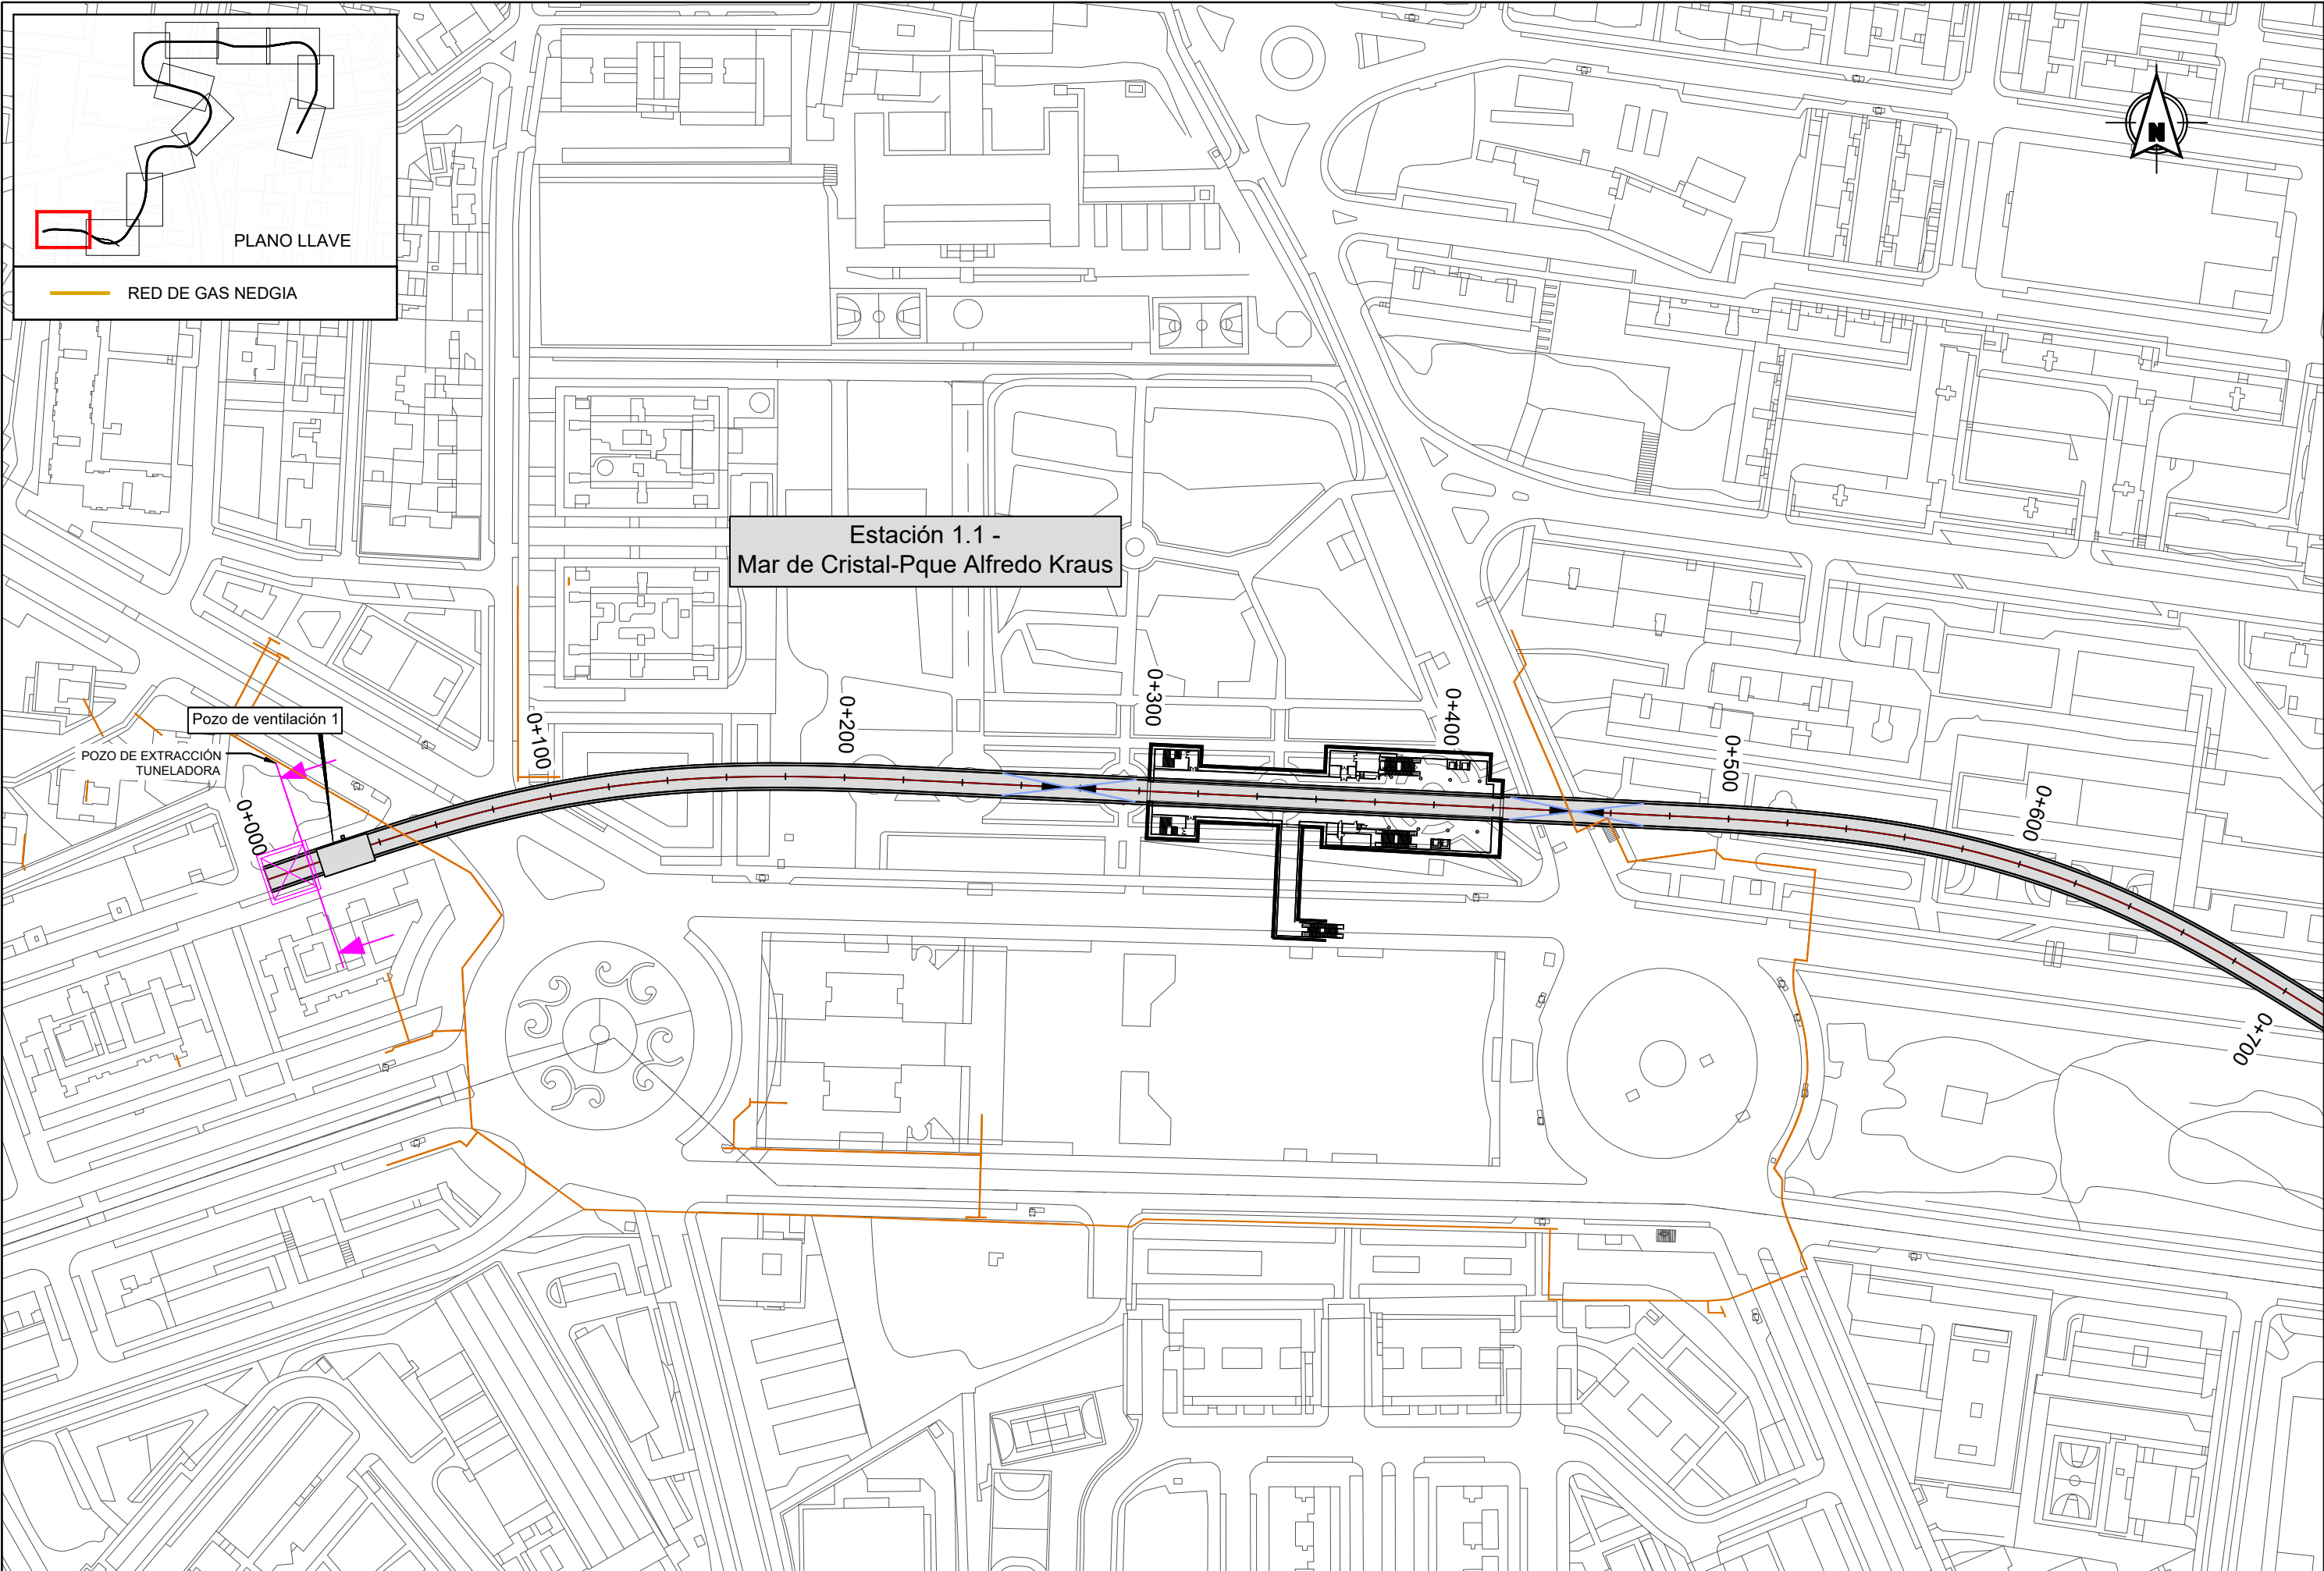 PLANO LLAVE
RED DE GAS NEDGIA
N
Estación 1.1 -
Mar de Cristal-Pque Alfredo Kraus
Pozo de ventilación 1
POZO DE EXTRACCIÓN
TUNELADORA
0+000
0+100
0+200
0+300
0+400
0+500
0+600
0+700